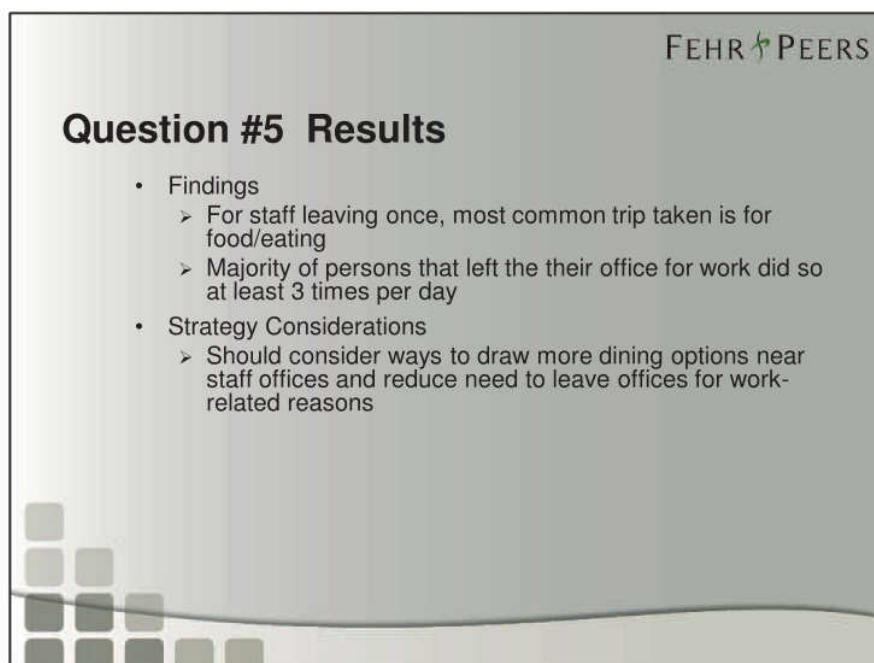 FEHR PEERS
Question #5 Results
• Findings
➢ For staff leaving once, most common trip taken is for
food/eating
➢ Majority of persons that left the their office for work did so
at least 3 times per day
• Strategy Considerations
➢ Should consider ways to draw more dining options near
staff offices and reduce need to leave offices for work-
related reasons